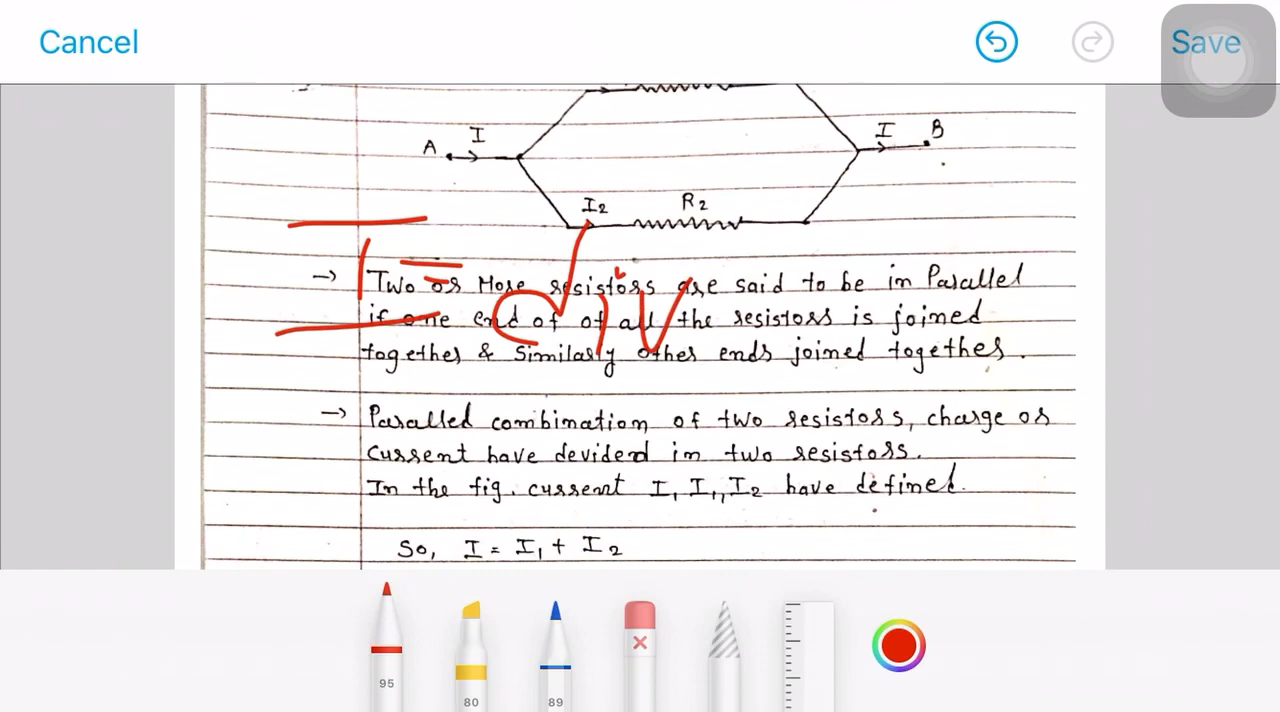 Cancel
Save
A I
I B
I2 R2
→ Two or More resistors are said to be in Parallel
if one end of of all the resistors is joined
together & Similarly other ends joined together.
→ Paralled combination of two resistors, charge or
current have devided in two resistors.
In the fig. current I, I1, I2 have defined.
So, I = I1 + I2
95
80
89